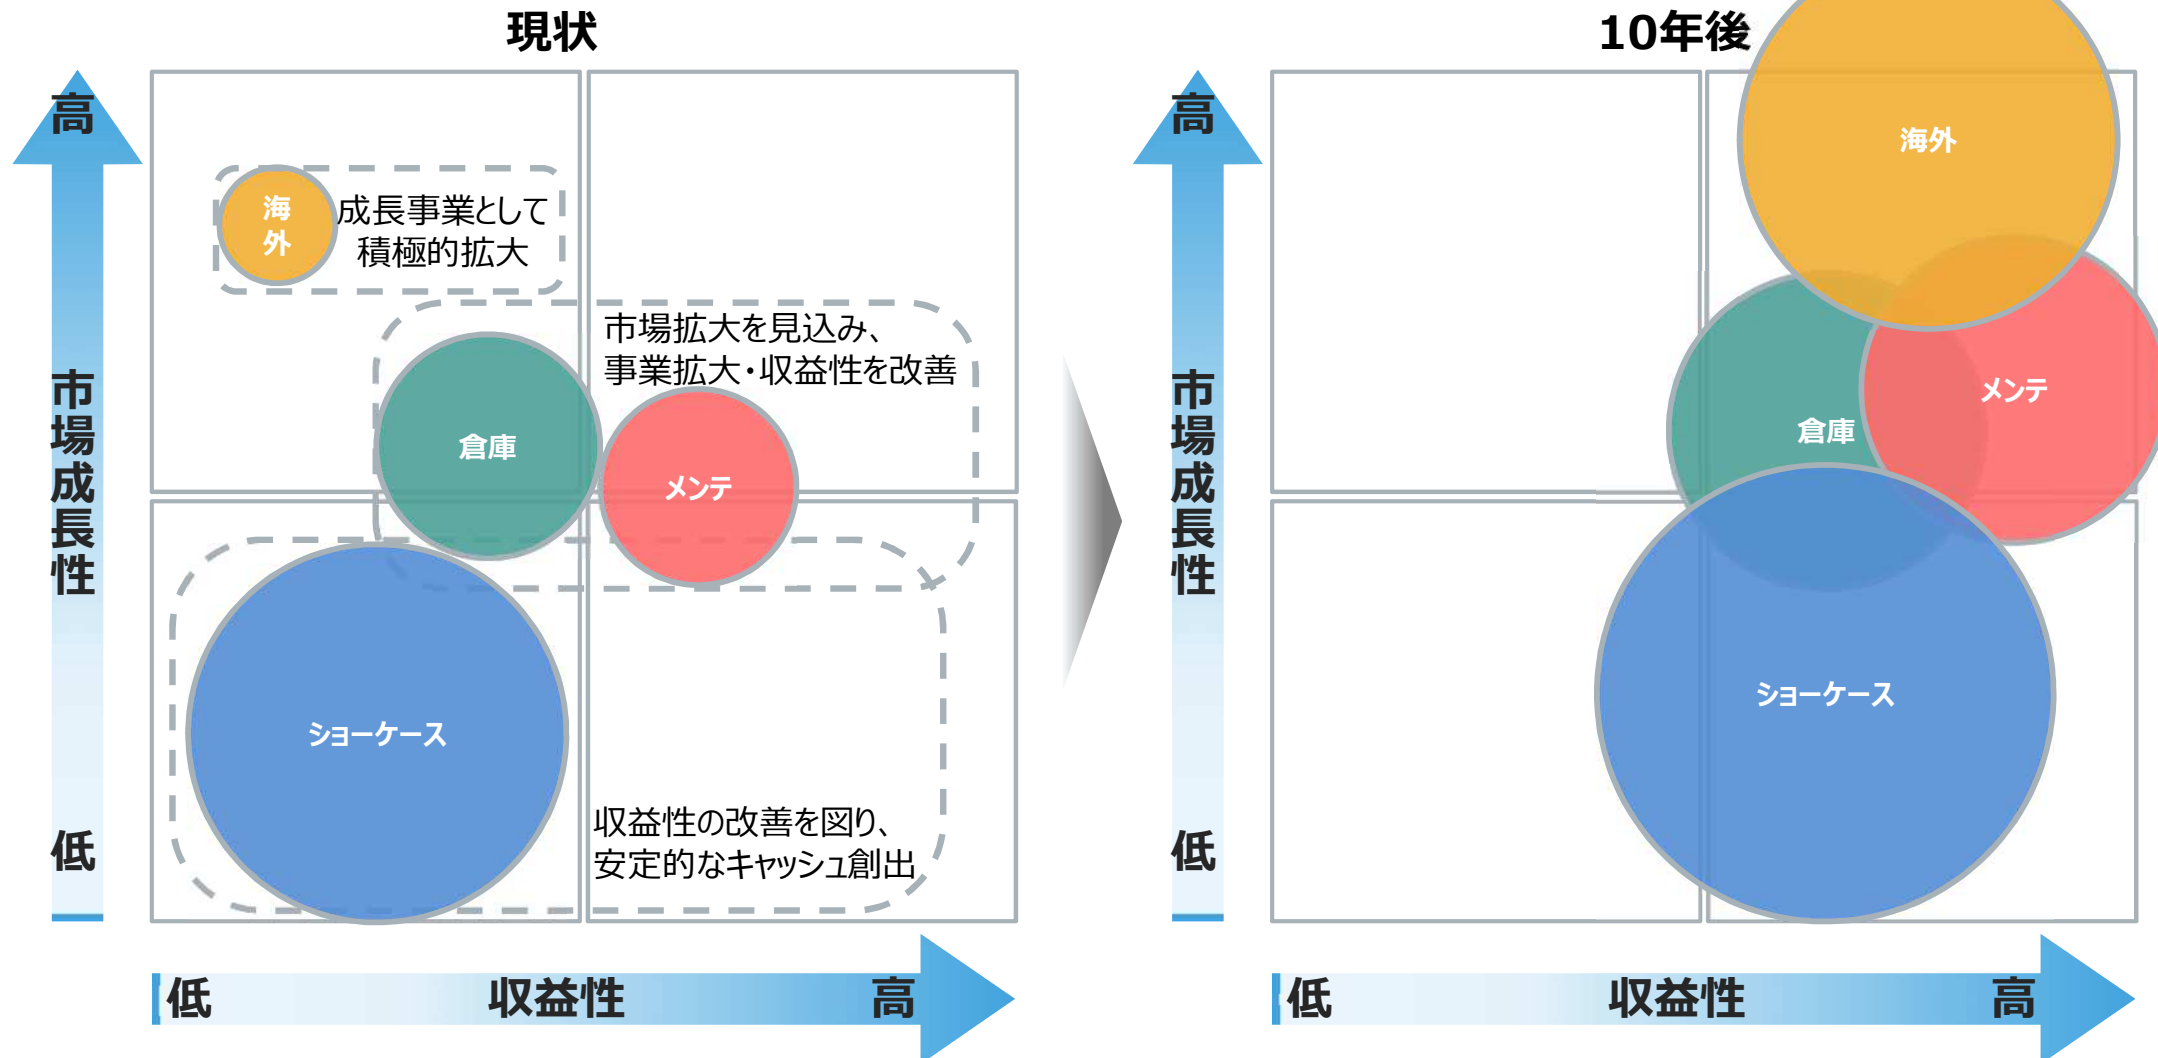 現状
高
市場成長性
低
海
外
成長事業として
積極的拡大
市場拡大を見込み、
事業拡大・収益性を改善
倉庫
メンテ
ショーケース
収益性の改善を図り、
安定的なキャッシュ創出
低
収益性
高
10年後
高
市場成長性
低
海外
メンテ
倉庫
ショーケース
低
収益性
高